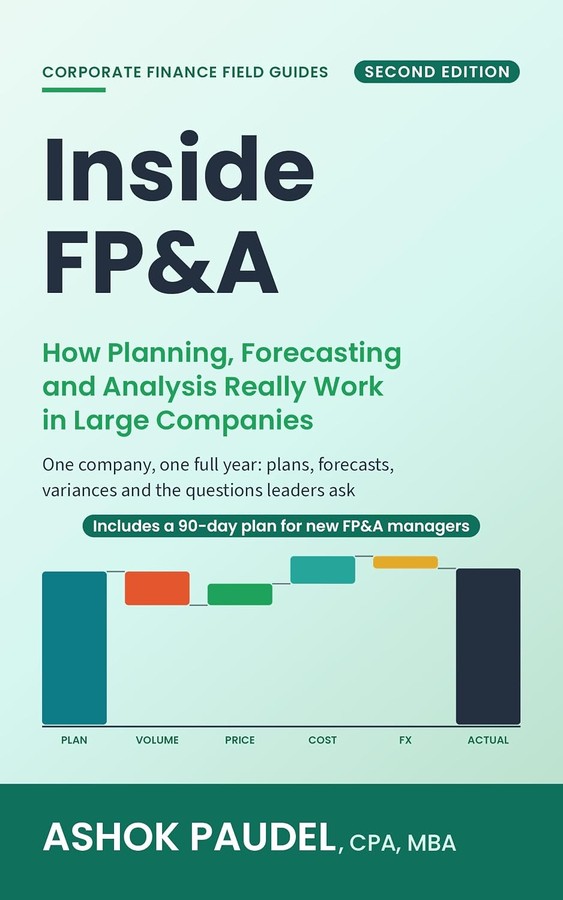 CORPORATE FINANCE FIELD GUIDES
SECOND EDITION
Inside
FP&A
How Planning, Forecasting
and Analysis Really Work
in Large Companies
One company, one full year: plans, forecasts,
variances and the questions leaders ask
Includes a 90-day plan for new FP&A managers
PLAN VOLUME PRICE COST FX ACTUAL
ASHOK PAUDEL, CPA, MBA